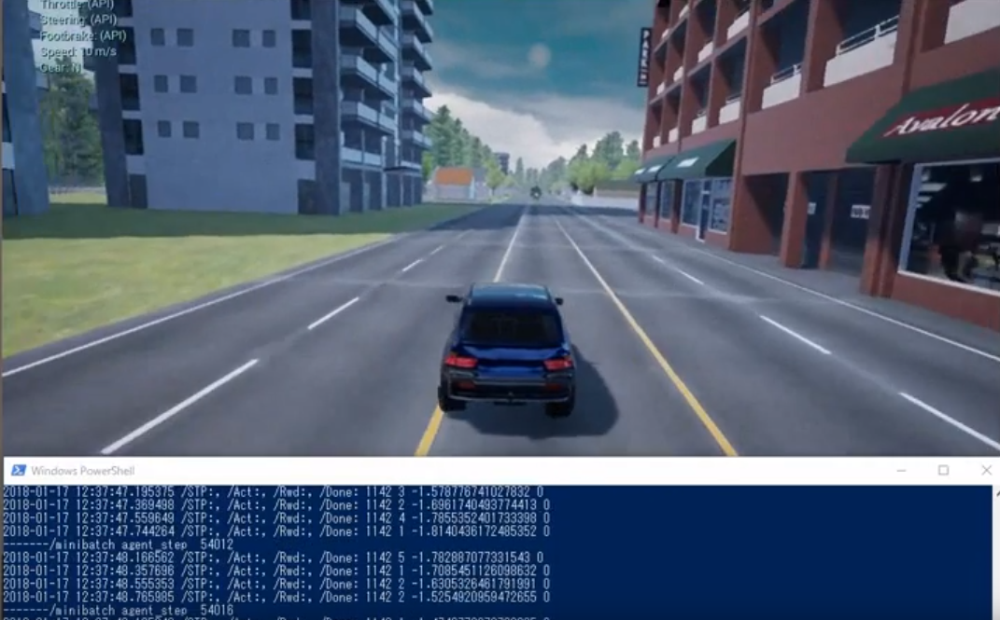 Throttle (API)
Steering (API)
Footbrake: (API)
Speed: 10 m/s
Gear: N
Avalon
Windows PowerShell
2018-01-17 12:37:47.195375 /STP:, /Act:, /Rwd:, /Done: 1142 3 -1.578776741027832 0
2018-01-17 12:37:47.369498 /STP:, /Act:, /Rwd:, /Done: 1142 2 -1.6961740493774413 0
2018-01-17 12:37:47.559649 /STP:, /Act:, /Rwd:, /Done: 1142 4 -1.7855352401733398 0
2018-01-17 12:37:47.744264 /STP:, /Act:, /Rwd:, /Done: 1142 1 -1.8140436172485352 0
-------/minibatch agent_step 54012
2018-01-17 12:37:48.166562 /STP:, /Act:, /Rwd:, /Done: 1142 5 -1.782887077331543 0
2018-01-17 12:37:48.357696 /STP:, /Act:, /Rwd:, /Done: 1142 1 -1.7085451126098632 0
2018-01-17 12:37:48.555353 /STP:, /Act:, /Rwd:, /Done: 1142 2 -1.6305326461791991 0
2018-01-17 12:37:48.765985 /STP:, /Act:, /Rwd:, /Done: 1142 2 -1.5254920959472655 0
-------/minibatch agent_step 54016